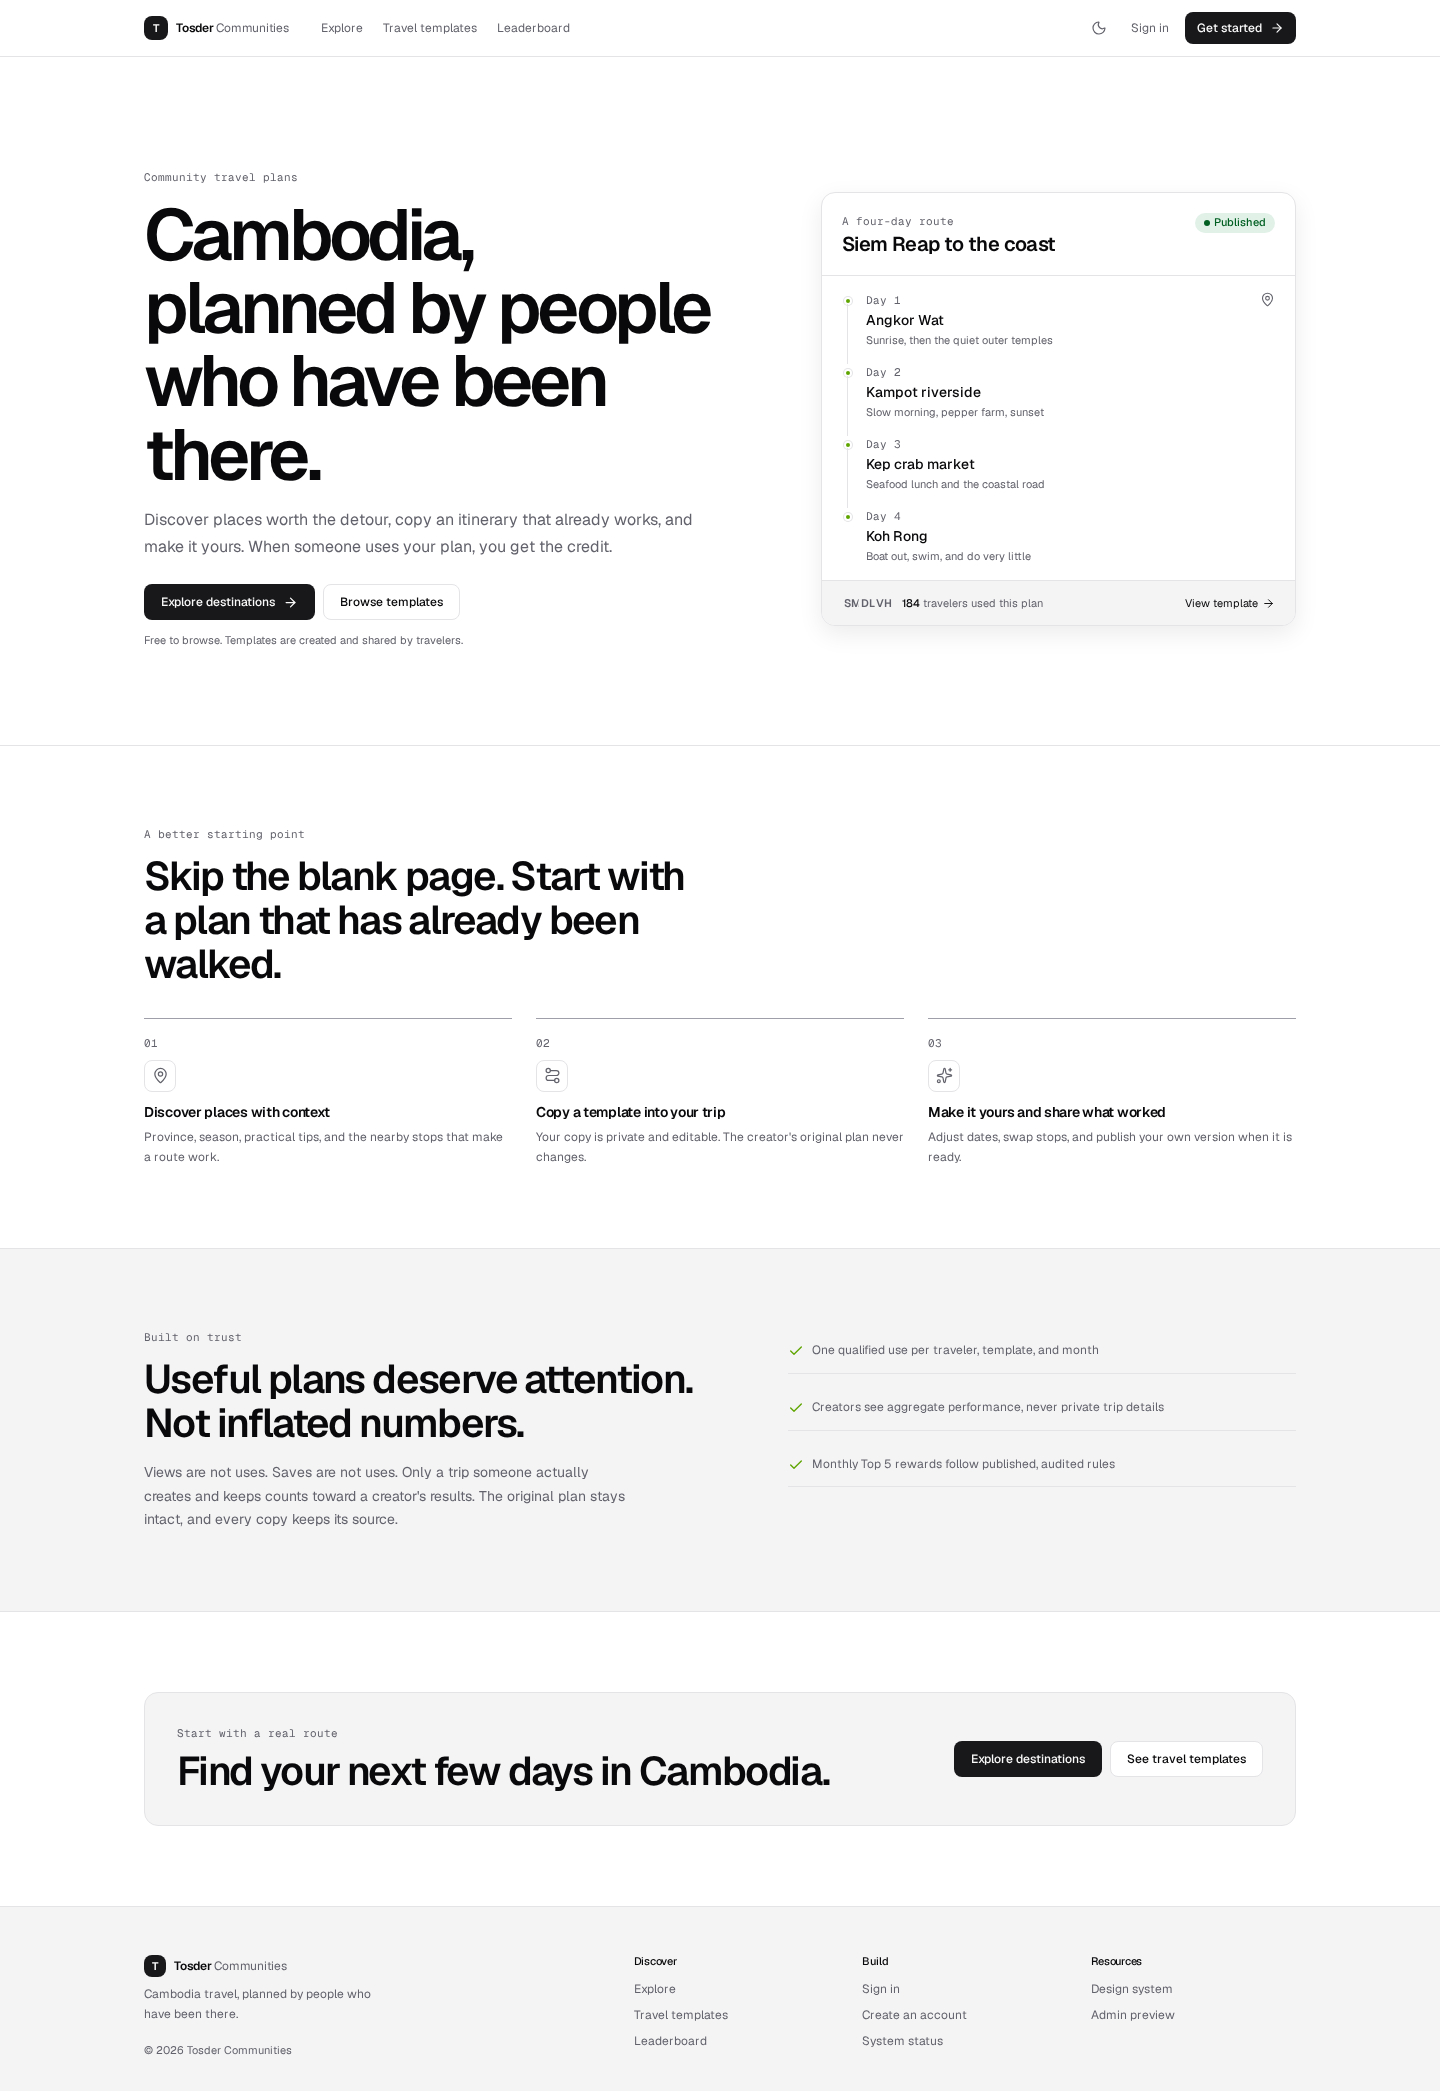 T Tosder Communities Explore Travel templates Leaderboard Sign in Get started
Community travel plans
Cambodia,
planned by people
who have been
there.
Discover places worth the detour, copy an itinerary that already works, and
make it yours. When someone uses your plan, you get the credit.
Explore destinations Browse templates
Free to browse. Templates are created and shared by travelers.
A four-day route
Published
Siem Reap to the coast
Day 1
Angkor Wat
Sunrise, then the quiet outer temples
Day 2
Kampot riverside
Slow morning, pepper farm, sunset
Day 3
Kep crab market
Seafood lunch and the coastal road
Day 4
Koh Rong
Boat out, swim, and do very little
DL VH 184 travelers used this plan View template
A better starting point
Skip the blank page. Start with
a plan that has already been
walked.
01
Discover places with context
Province, season, practical tips, and the nearby stops that make
a route work.
02
Copy a template into your trip
Your copy is private and editable. The creator's original plan never
changes.
03
Make it yours and share what worked
Adjust dates, swap stops, and publish your own version when it is
ready.
Built on trust
Useful plans deserve attention.
Not inflated numbers.
Views are not uses. Saves are not uses. Only a trip someone actually
creates and keeps counts toward a creator's results. The original plan stays
intact, and every copy keeps its source.
One qualified use per traveler, template, and month
Creators see aggregate performance, never private trip details
Monthly Top 5 rewards follow published, audited rules
Start with a real route
Find your next few days in Cambodia.
Explore destinations See travel templates
T Tosder Communities
Cambodia travel, planned by people who
have been there.
© 2026 Tosder Communities
Discover
Explore
Travel templates
Leaderboard
Build
Sign in
Create an account
System status
Resources
Design system
Admin preview